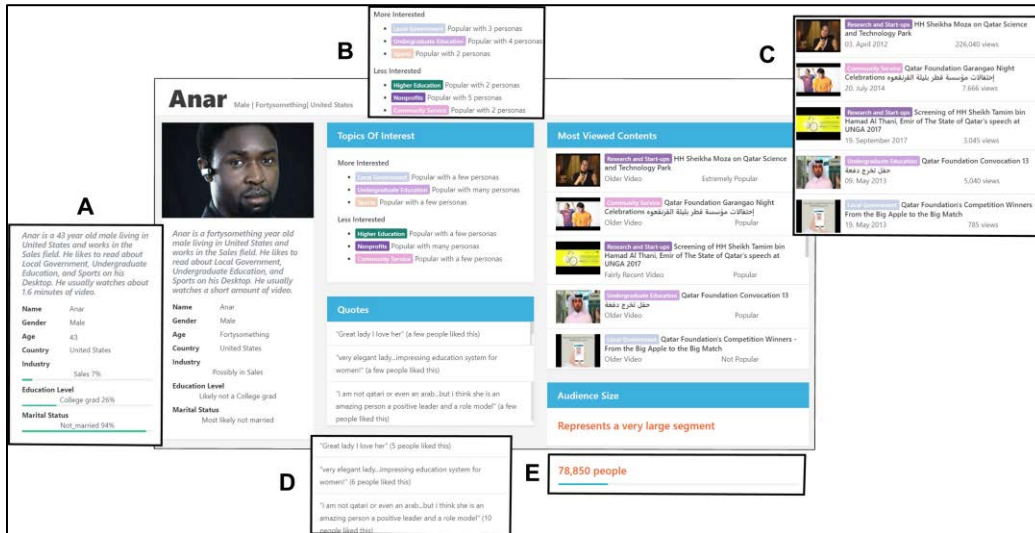 B
More Interested
Local Government Popular with 3 personas
Undergraduate Education Popular with 4 personas
Sports Popular with 2 personas
Less Interested
Higher Education Popular with 2 personas
Nonprofits Popular with 5 personas
Community Service Popular with 2 personas
C
Research and Start-ups HH Sheikha Moza on Qatar Science
and Technology Park
03. April 2012 226,040 views
Community Service Qatar Foundation Garangao Night
Celebrations إحتفالات مؤسسة قطر بليلة القرنقعوه
20. July 2014 7.666 views
Research and Start-ups Screening of HH Sheikh Tamim bin
Hamad Al Thani, Emir of The State of Qatar's speech at
UNGA 2017
19. September 2017 3.045 views
Undergraduate Education Qatar Foundation Convocation 13
حفل تخرج دفعة
09. May 2013 5,040 views
Local Government Qatar Foundation's Competition Winners -
From the Big Apple to the Big Match
19. May 2013 785 views
Anar Male | Fortysomething| United States
A
Anar is a 43 year old male living in
United States and works in the
Sales field. He likes to read about
Local Government, Undergraduate
Education, and Sports on his
Desktop. He usually watches about
1.6 minutes of video.
Name Anar
Gender Male
Age 43
Country United States
Industry
Sales 7%
Education Level
College grad 26%
Marital Status
Not_married 94%
Anar is a fortysomething year old
male living in United States and
works in the Sales field. He likes to
read about Local Government,
Undergraduate Education, and
Sports on his Desktop. He usually
watches a short amount of video.
Name Anar
Gender Male
Age Fortysomething
Country United States
Industry
Possibly in Sales
Education Level
Likely not a College grad
Marital Status
Most likely not married
Topics Of Interest
More Interested
Local Government Popular with a few personas
Undergraduate Education Popular with many personas
Sports Popular with a few personas
Less Interested
Higher Education Popular with a few personas
Nonprofits Popular with many personas
Community Service Popular with a few personas
Quotes
"Great lady I love her" (a few people liked this)
"very elegant lady...impressing education system for
women!" (a few people liked this)
"I am not qatari or even an arab...but i think she is an
amazing person a positive leader and a role model" (a few
people liked this)
Most Viewed Contents
Research and Start-ups HH Sheikha Moza on Qatar Science
and Technology Park
Older Video Extremely Popular
Community Service Qatar Foundation Garangao Night
Celebrations إحتفالات مؤسسة قطر بليلة القرنقعوه
Older Video Popular
Research and Start-ups Screening of HH Sheikh Tamim bin
Hamad Al Thani, Emir of The State of Qatar's speech at
UNGA 2017
Fairly Recent Video Popular
Undergraduate Education Qatar Foundation Convocation 13
حفل تخرج دفعة
Older Video Popular
Local Government Qatar Foundation's Competition Winners -
From the Big Apple to the Big Match
Older Video Not Popular
Audience Size
Represents a very large segment
D
"Great lady I love her" (5 people liked this)
"very elegant lady...impressing education system for
women!" (6 people liked this)
"I am not qatari or even an arab...but i think she is an
amazing person a positive leader and a role model" (10
people liked this)
E
78,850 people